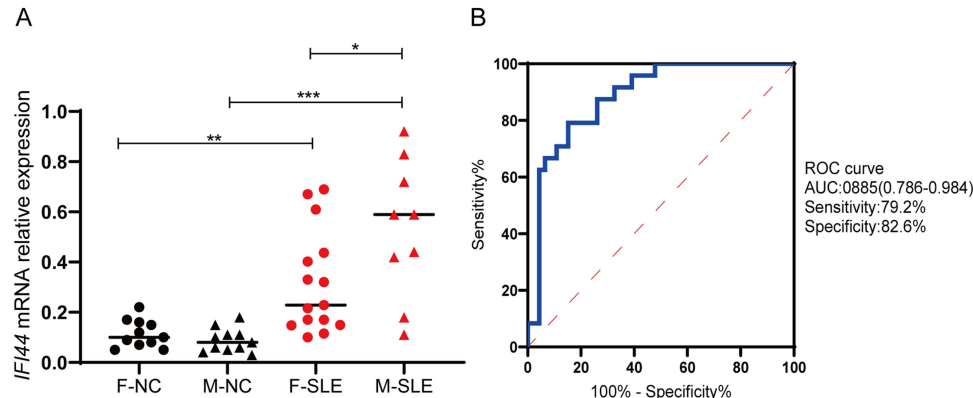 A
*
***
**
IFI44 mRNA relative expression
1.0
0.8
0.6
0.4
0.2
0.0
F-NC M-NC F-SLE M-SLE
B
Sensitivity%
100
80
60
40
20
0
0 20 40 60 80 100
100% - Specificity%
ROC curve
AUC:0885(0.786-0.984)
Sensitivity:79.2%
Specificity:82.6%